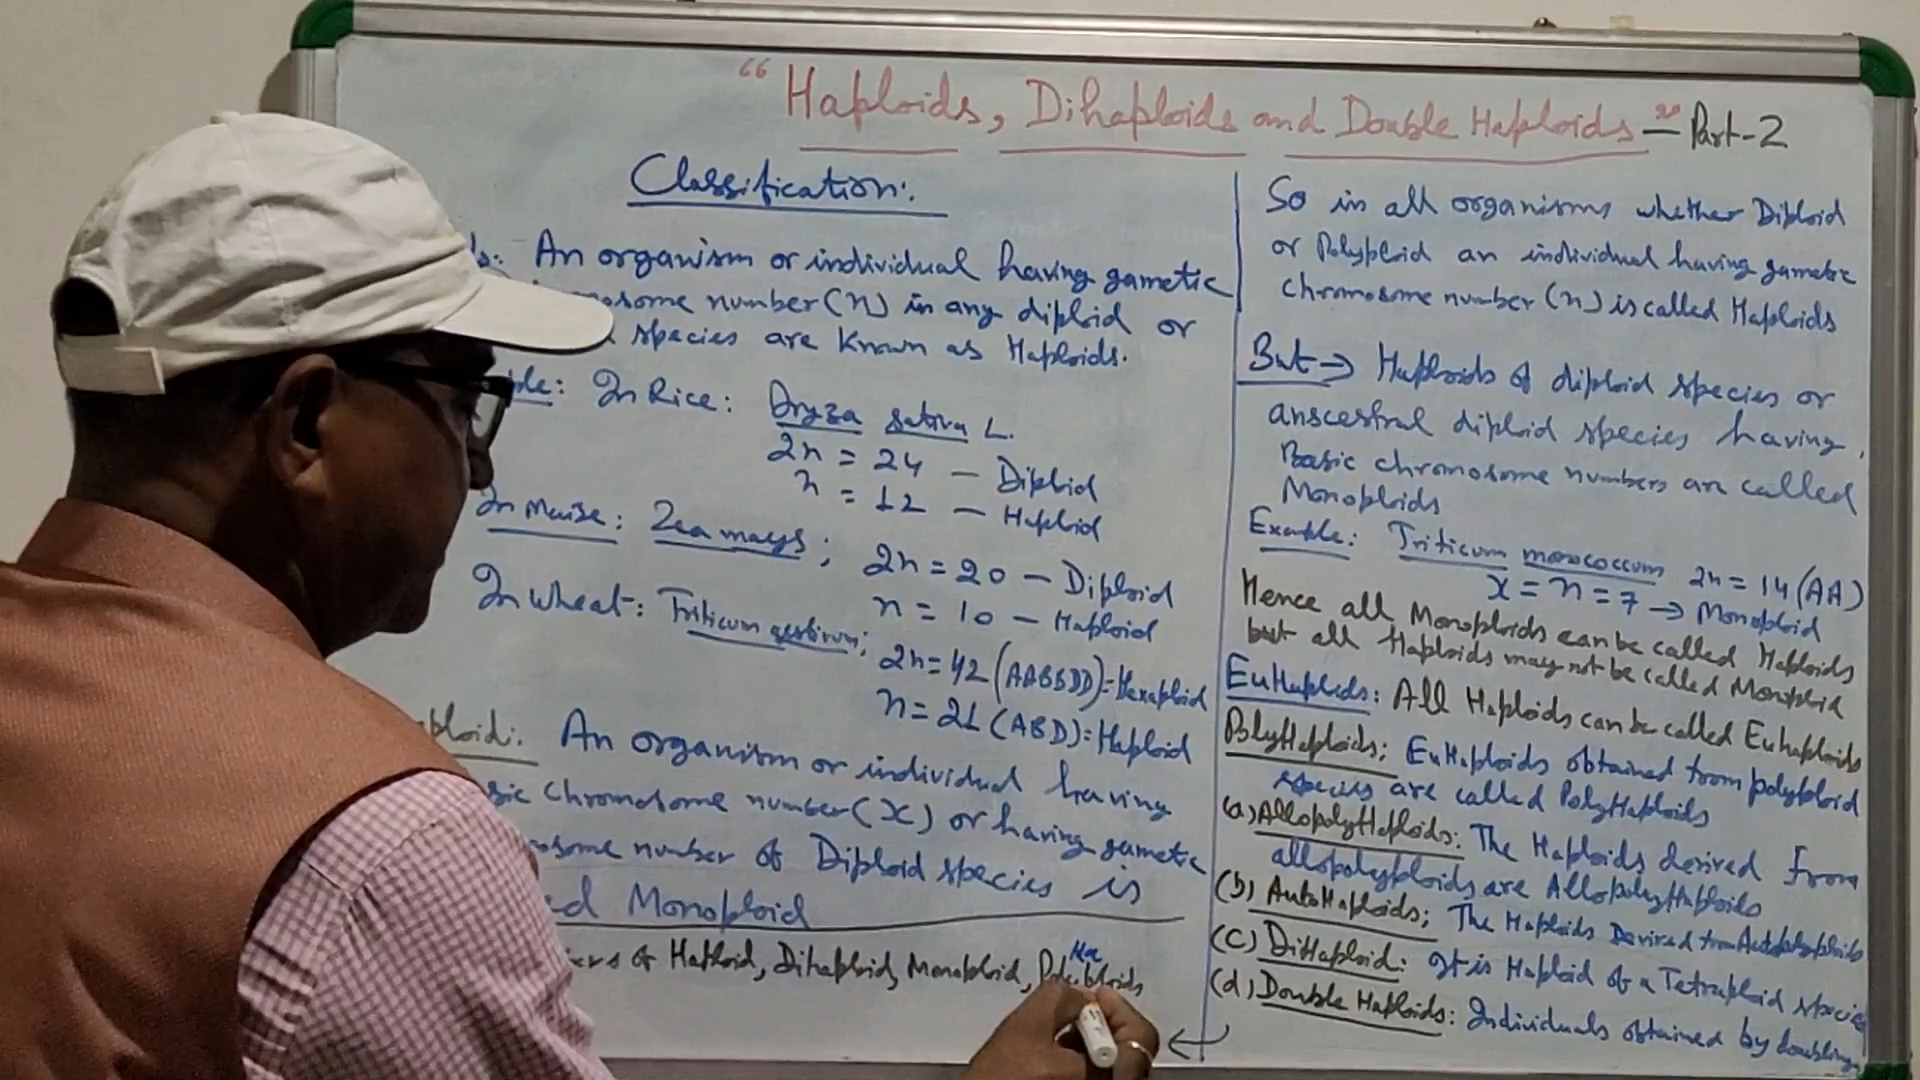 "Haploids, Dihaploids and Double Haploids" — Part-2
Classification:
An organism or individual having gametic
number (n) in any diploid or
species are known as Haploids.
In Rice: Oryza sativa L.
2n = 24 — Diploid
n = 12 — Haploid
In Maize: Zea mays; 2n = 20 — Diploid
n = 10 — Haploid
In Wheat: Triticum aestivum; 2n = 42 (AABBDD) = Hexaploid
n = 21 (ABD) = Haploid
ploid: An organism or individual having
sic chromosome number (x) or having gametic
osome number of Diploid species is
ed Monoploid
of Haploid, Dihaploid, Monoploid, Ha
So in all organisms whether Diploid
or Polyploid an individual having gametic
chromosome number (n) is called Haploids
But → Haploids of diploid species or
anscestral diploid species having
Basic chromosome numbers are called
Monoploids
Example: Triticum monococcum 2n = 14 (AA)
x = n = 7 → Monoploid
Hence all Monoploids can be called Haploids
but all Haploids may not be called Monoploid
EuHaploids: All Haploids can be called Euhaploids
PolyHaploids: EuHaploids obtained from polyploid
species are called PolyHaploids
(a) AllopolyHaploids: The Haploids derived from
allopolyploids are AllopolyHaploids
(b) AutoHaploids; The Haploids Derived from Autopolyploids
(c) DiHaploid: It is Haploid of a Tetraploid species
(d) Double Haploids: Individuals obtained by doubling